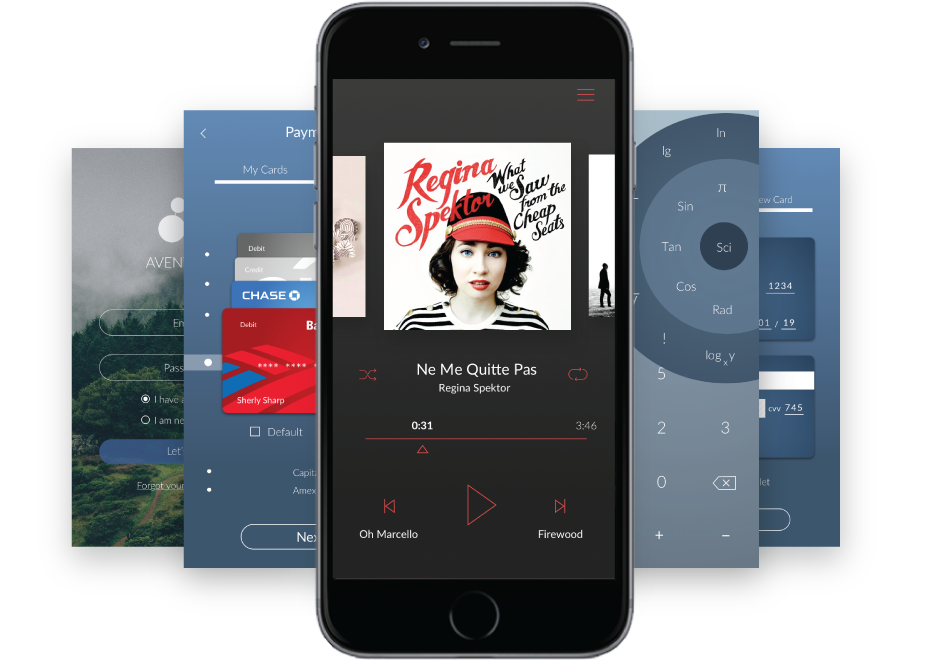 AVEN
Em
Pass
I have a
I am ne
Let'
Forgot your
Paym
My Cards
Debit
Credit
CHASE
Debit
Ba
**** ****
Sherly Sharp
Default
Capit
Amex
Nex
Regina
Spektor
What
we Saw
from the
Cheap
Seats
Ne Me Quitte Pas
Regina Spektor
0:31
3:46
Oh Marcello
Firewood
ln
lg
π
Sin
Tan
Sci
Cos
Rad
!
log x y
5
2
3
0
+
−
ew Card
1234
01 / 19
cvv 745
let